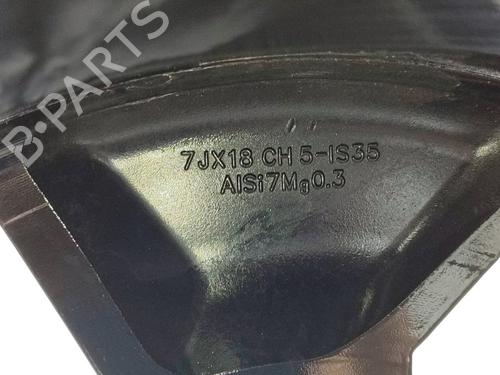 B-PARTS
7JX18 CH 5-IS35
AlSi7Mg0.3